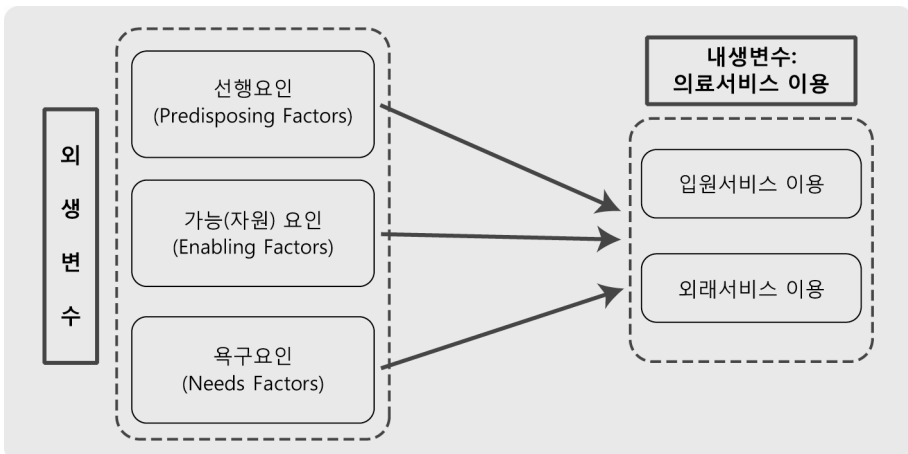 외
생
변
수
선행요인
(Predisposing Factors)
가능(자원) 요인
(Enabling Factors)
욕구요인
(Needs Factors)
내생변수:
의료서비스 이용
입원서비스 이용
외래서비스 이용